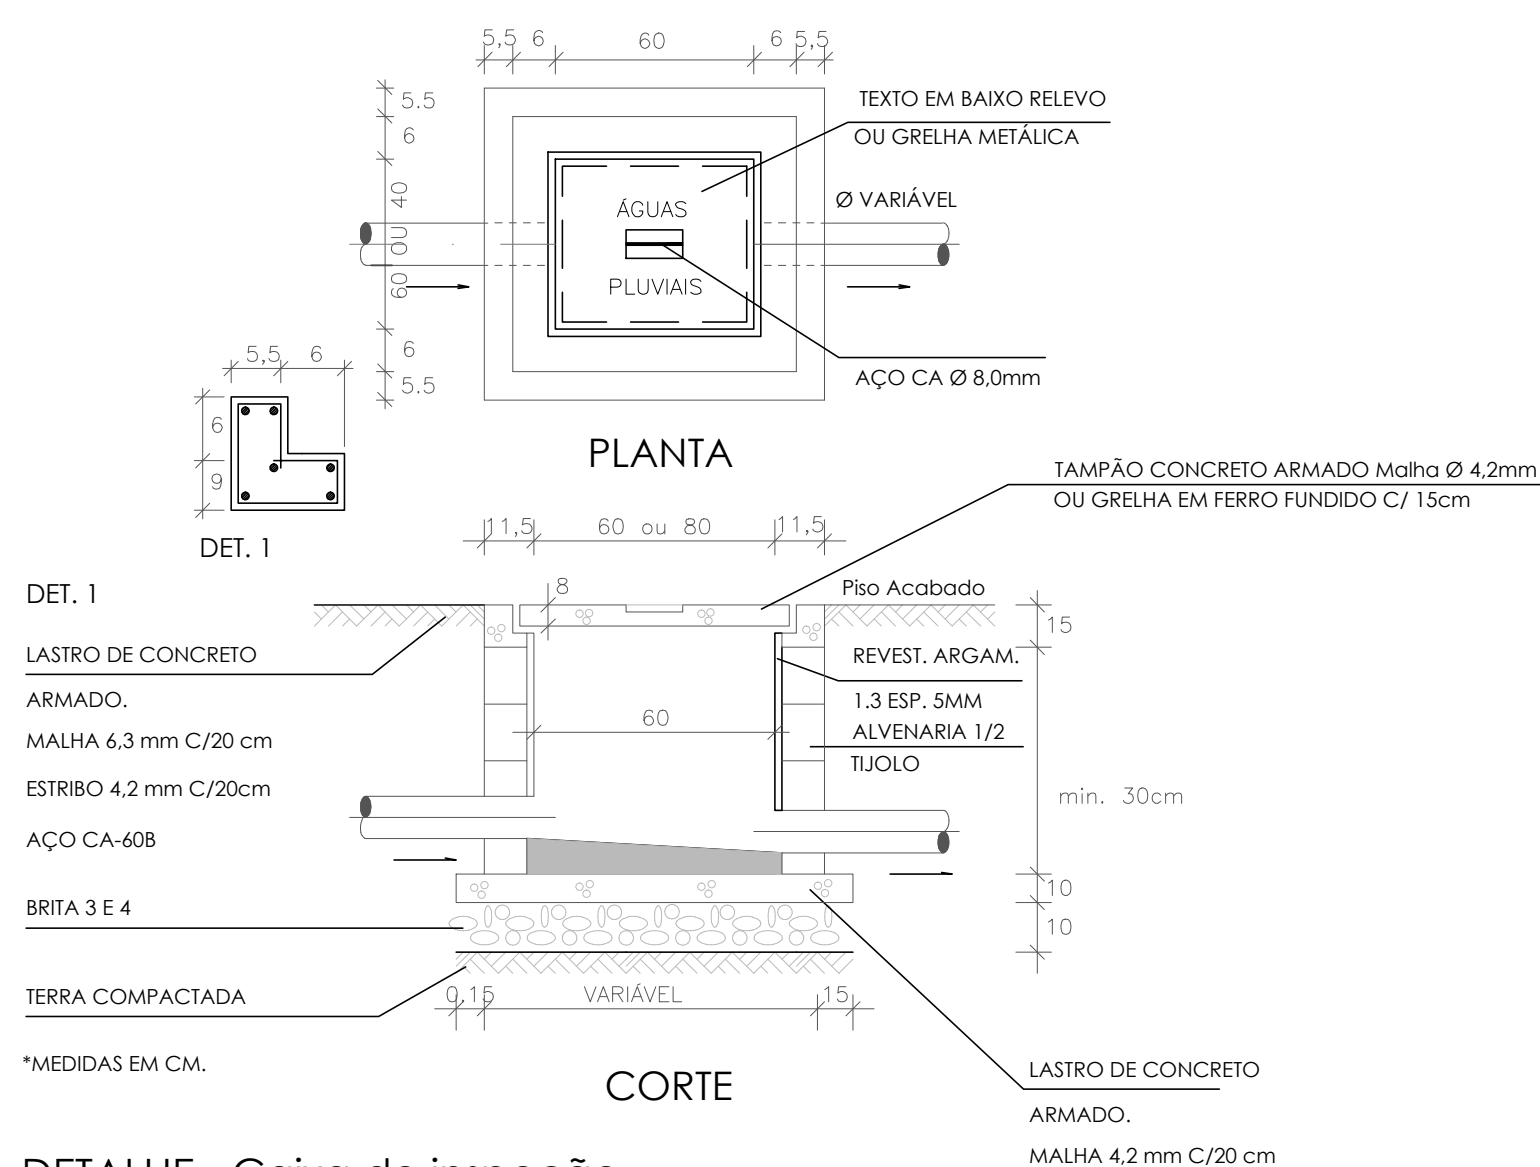 5,5 6 60 6 5,5
5.5
6
60 OU 40
6
5.5
TEXTO EM BAIXO RELEVO
OU GRELHA METÁLICA
Ø VARIÁVEL
ÁGUAS
PLUVIAIS
AÇO CA Ø 8,0mm
PLANTA
5,5 6
6
9
DET. 1
TAMPÃO CONCRETO ARMADO Malha Ø 4,2mm
OU GRELHA EM FERRO FUNDIDO C/ 15cm
11,5 60 ou 80 11,5
8
Piso Acabado
DET. 1
LASTRO DE CONCRETO
ARMADO.
MALHA 6,3 mm C/20 cm
ESTRIBO 4,2 mm C/20cm
AÇO CA-60B
BRITA 3 E 4
TERRA COMPACTADA
*MEDIDAS EM CM.
60
REVEST. ARGAM.
1.3 ESP. 5MM
ALVENARIA 1/2
TIJOLO
15
min. 30cm
10
10
0,15 VARIÁVEL 15
CORTE
LASTRO DE CONCRETO
ARMADO.
MALHA 4,2 mm C/20 cm
DETALHE - Caixa de inspeção